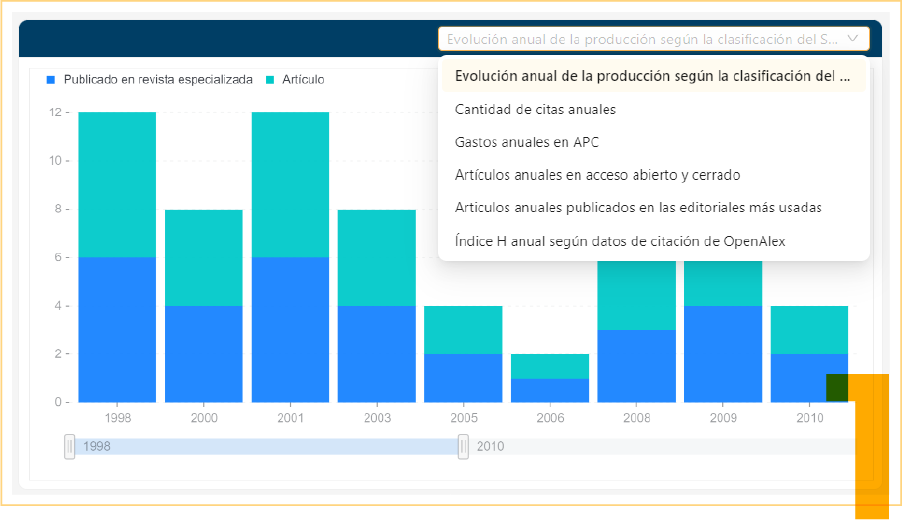 Evolución anual de la producción según la clasificación del S...
Publicado en revista especializada
Artículo
Evolución anual de la producción según la clasificación del ...
Cantidad de citas anuales
Gastos anuales en APC
Artículos anuales en acceso abierto y cerrado
Articulos anuales publicados en las editoriales más usadas
Índice H anual según datos de citación de OpenAlex
12
10
8
6
4
2
0
1998 2000 2001 2003 2005 2006 2008 2009 2010
1998 2010